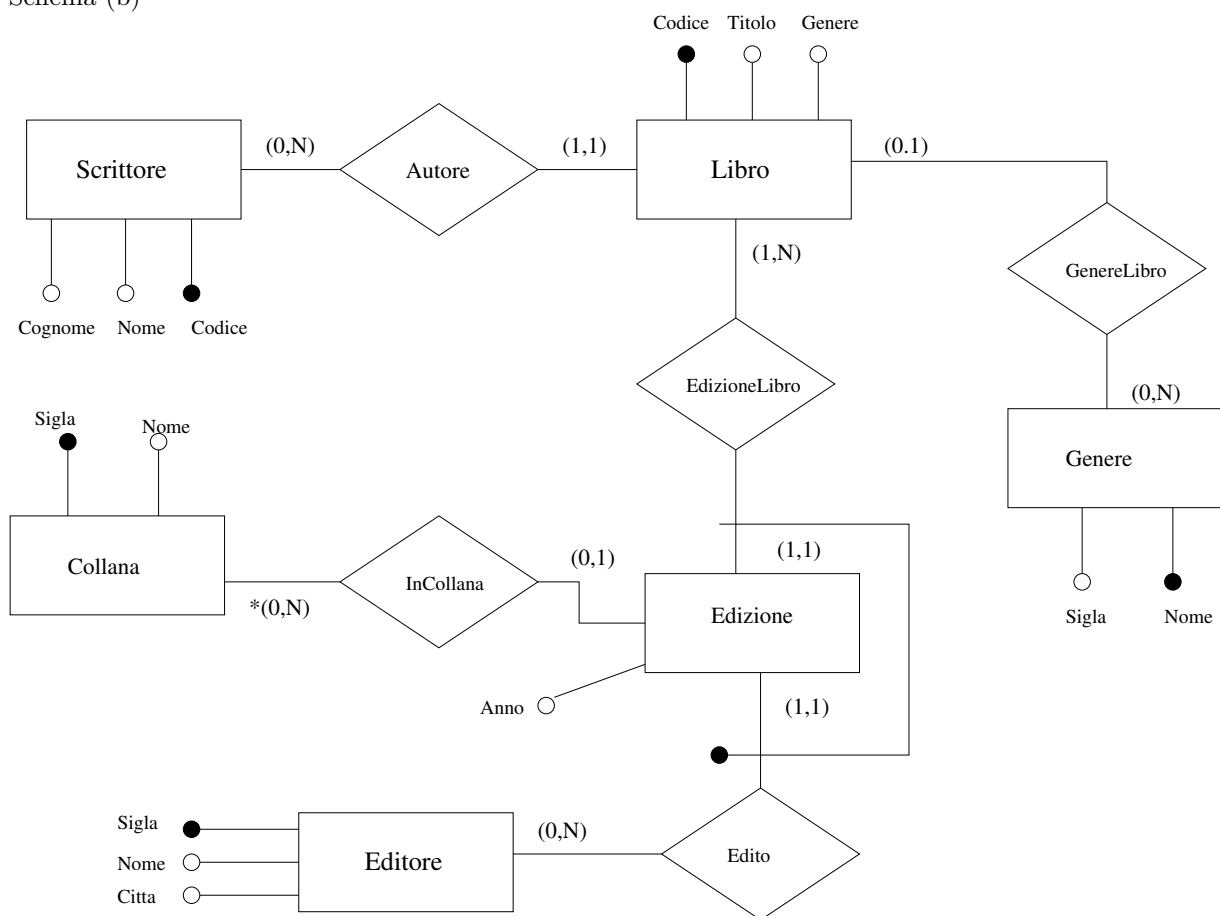 Schema (b)
Codice Titolo Genere
(0,N) (1,1) (0.1)
Scrittore Autore Libro
(1,N)
GenereLibro
Cognome Nome Codice
EdizioneLibro
(0,N)
Sigla Nome
Genere
(0,1) (1,1)
Collana InCollana
*(0,N)
Edizione
Sigla Nome
Anno (1,1)
Sigla
(0,N)
Nome Editore Edito
Citta